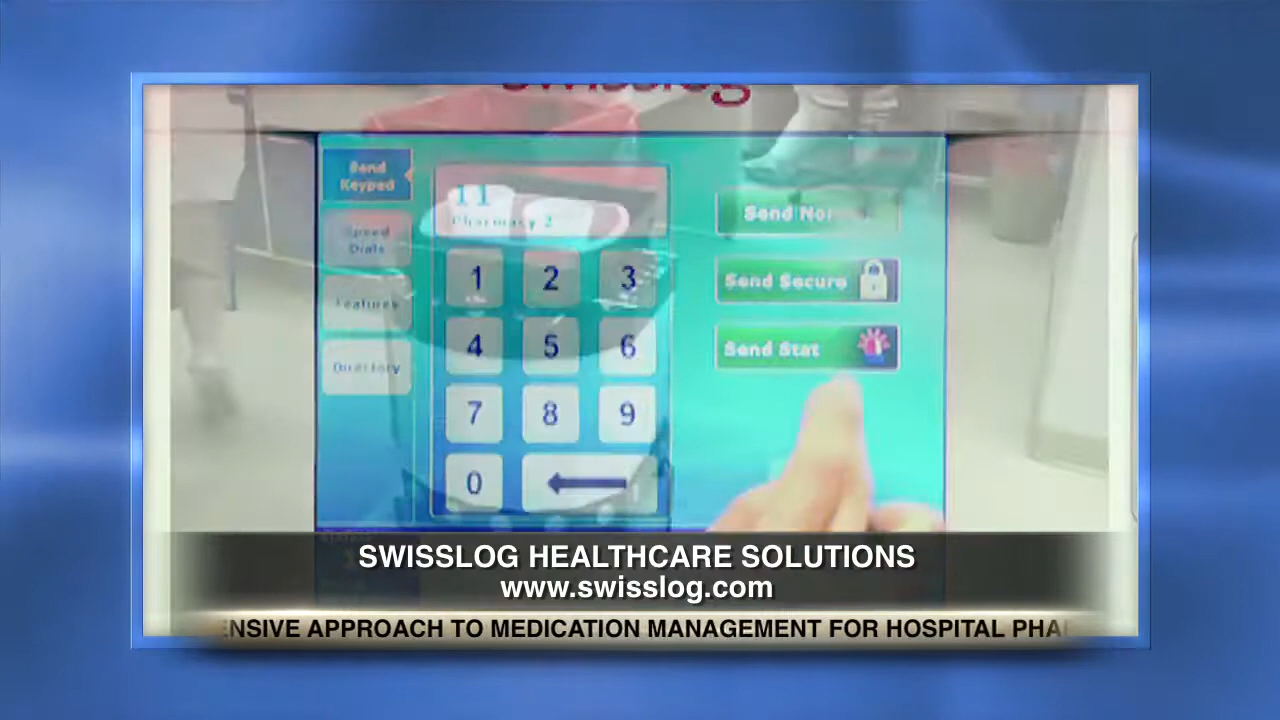 swisslog
Send
Keypad
Speed
Dials
Features
Directory
11
Pharmacy 2
1 2 3
4 5 6
7 8 9
0
Send
Send Secure
Send Stat
SWISSLOG HEALTHCARE SOLUTIONS
www.swisslog.com
ENSIVE APPROACH TO MEDICATION MANAGEMENT FOR HOSPITAL PHA